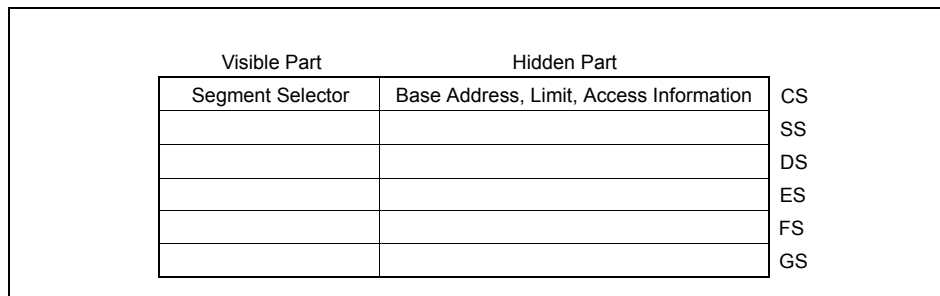 Visible Part Hidden Part
Segment Selector Base Address, Limit, Access Information CS
SS
DS
ES
FS
GS